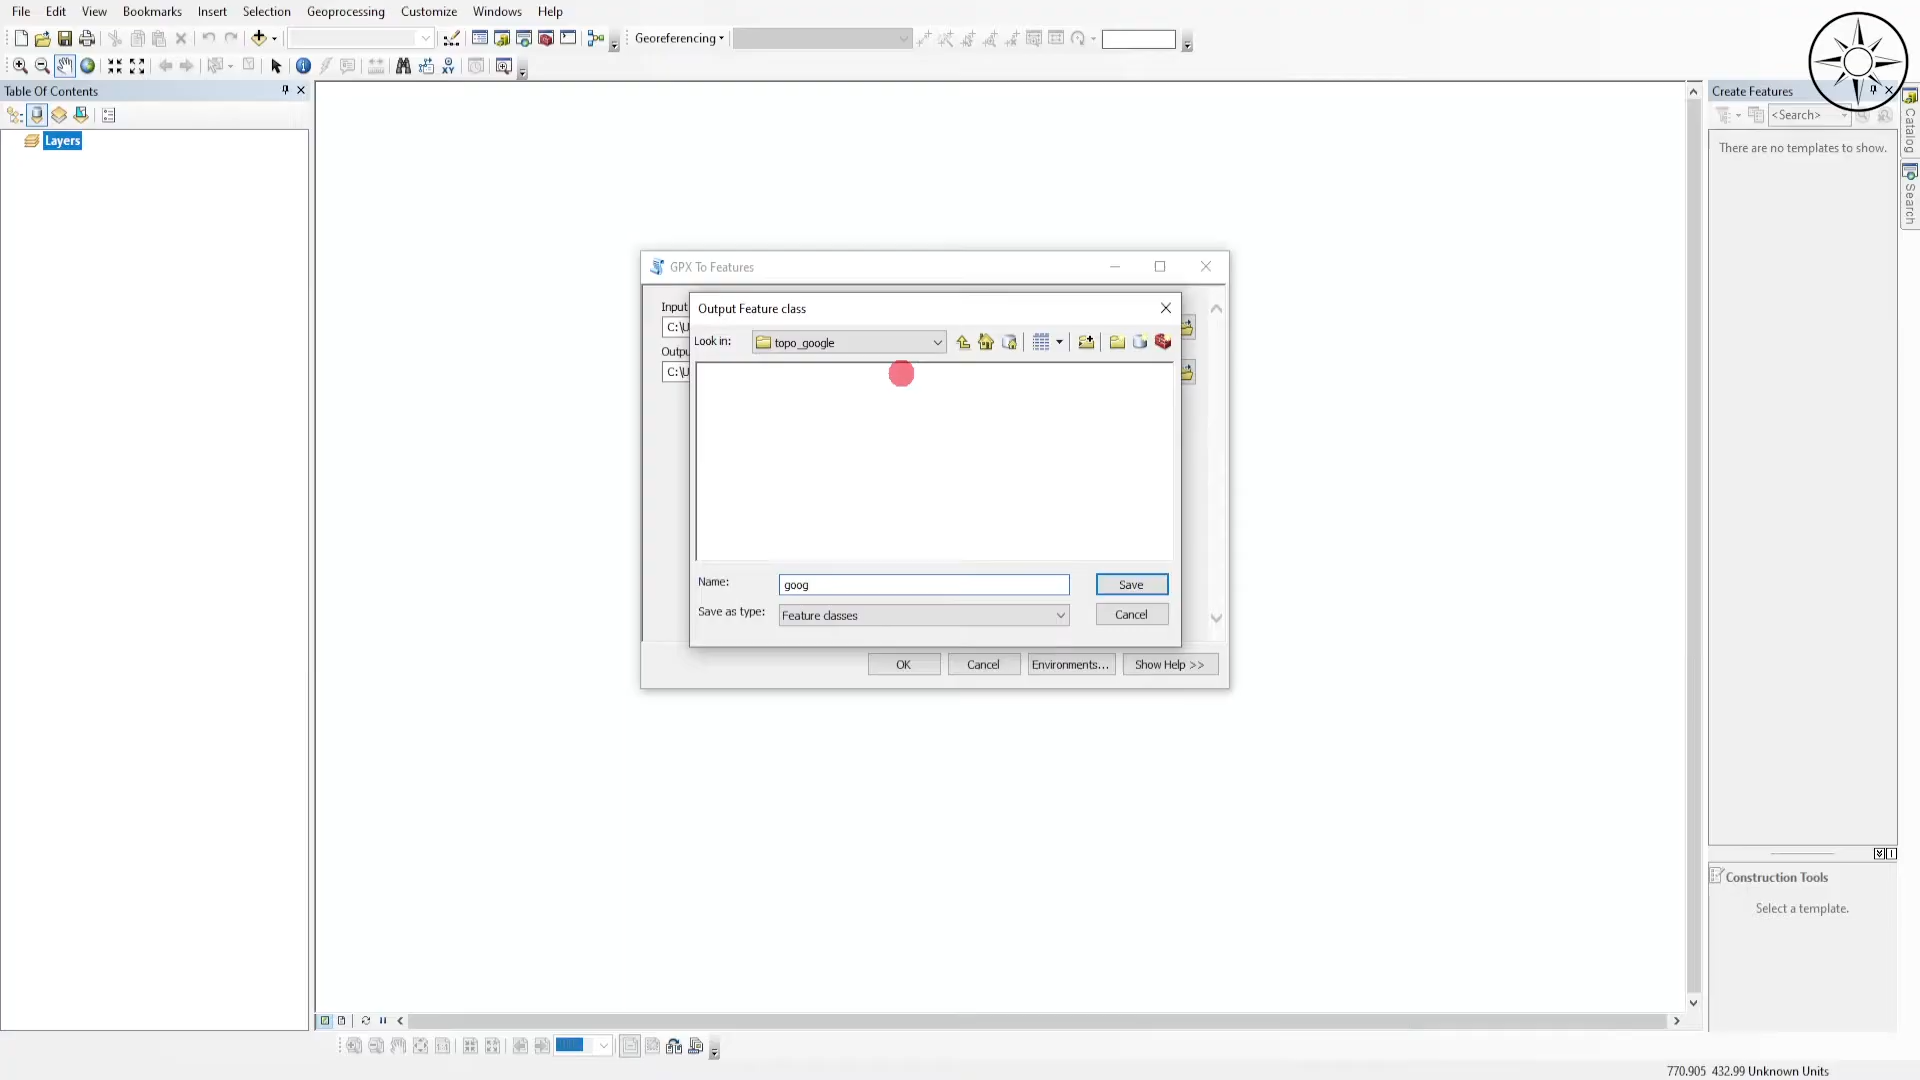 File Edit View Bookmarks Insert Selection Geoprocessing Customize Windows Help
Georeferencing
Table Of Contents
Layers
Create Features
<Search>
There are no templates to show.
Catalog
Search
GPX To Features
Input
C:\U
Outpu
C:\U
Output Feature class
Look in: topo_google
Name: goog Save
Save as type: Feature classes Cancel
OK Cancel Environments... Show Help >>
Construction Tools
Select a template.
770.905 432.99 Unknown Units